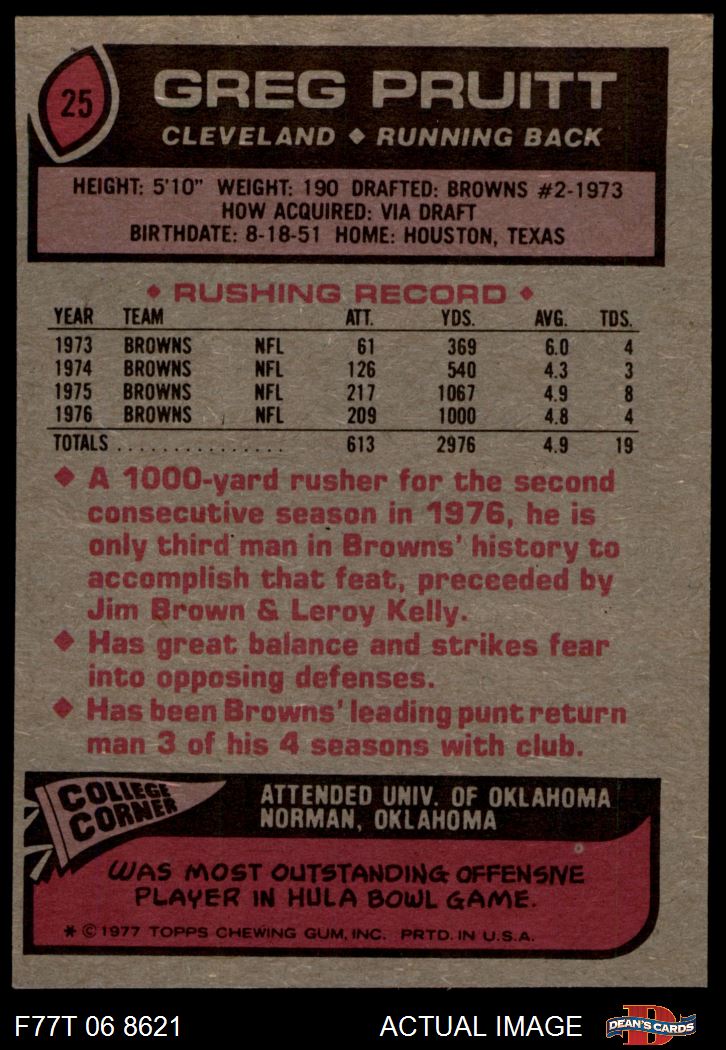 25
GREG PRUITT
CLEVELAND ◆ RUNNING BACK
HEIGHT: 5'10" WEIGHT: 190 DRAFTED: BROWNS #2-1973
HOW ACQUIRED: VIA DRAFT
BIRTHDATE: 8-18-51 HOME: HOUSTON, TEXAS
◆ RUSHING RECORD ◆
YEAR TEAM ATT. YDS. AVG. TDS.
1973 BROWNS NFL 61 369 6.0 4
1974 BROWNS NFL 126 540 4.3 3
1975 BROWNS NFL 217 1067 4.9 8
1976 BROWNS NFL 209 1000 4.8 4
TOTALS ................ 613 2976 4.9 19
◆ A 1000-yard rusher for the second
consecutive season in 1976, he is
only third man in Browns' history to
accomplish that feat, preceeded by
Jim Brown & Leroy Kelly.
◆ Has great balance and strikes fear
into opposing defenses.
◆ Has been Browns' leading punt return
man 3 of his 4 seasons with club.
COLLEGE
CORNER
ATTENDED UNIV. OF OKLAHOMA
NORMAN, OKLAHOMA
WAS MOST OUTSTANDING OFFENSIVE
PLAYER IN HULA BOWL GAME.
* © 1977 TOPPS CHEWING GUM, INC. PRTD. IN U.S.A.
F77T 06 8621 ACTUAL IMAGE
D
DEAN'S CARDS